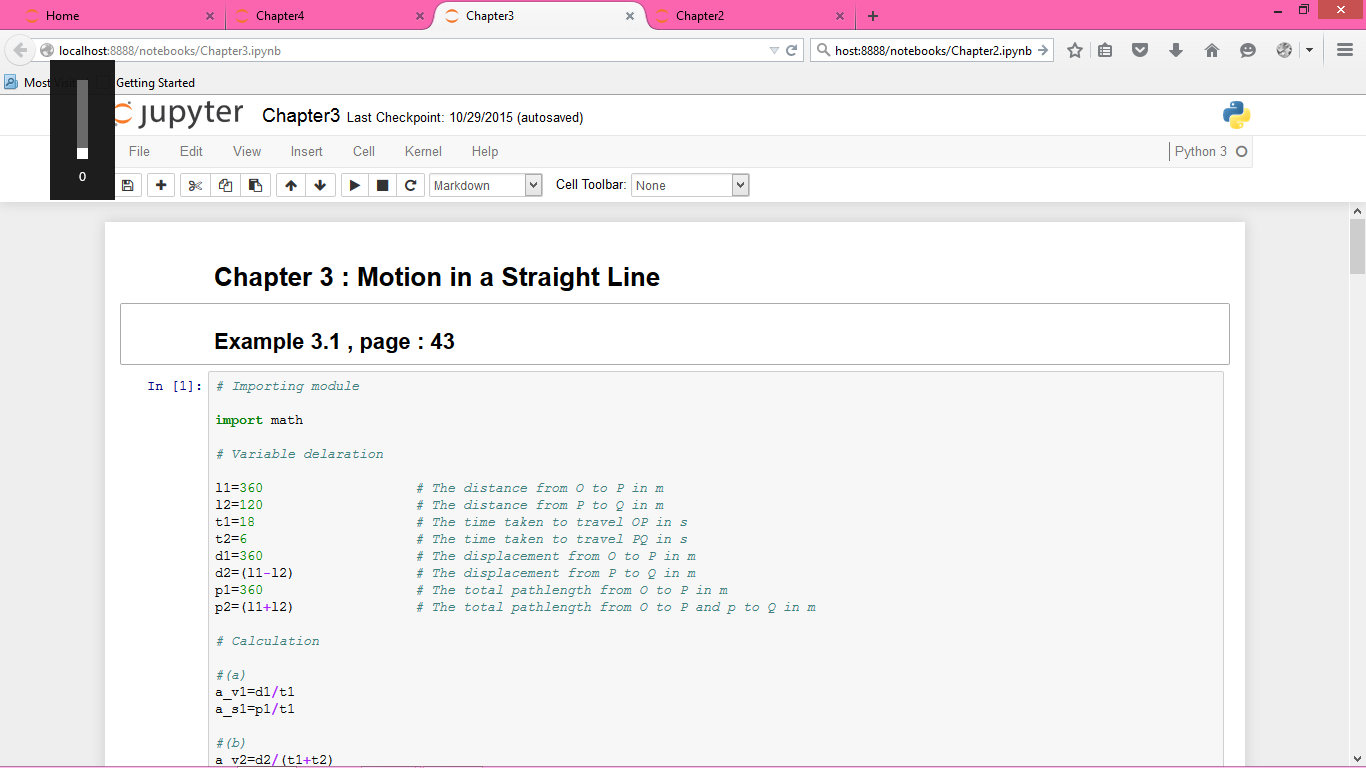 Home
Chapter4
Chapter3
Chapter2
localhost:8888/notebooks/Chapter3.ipynb
host:8888/notebooks/Chapter2.ipynb
Most Getting Started
jupyter Chapter3 Last Checkpoint: 10/29/2015 (autosaved)
File Edit View Insert Cell Kernel Help Python 3
0
Markdown Cell Toolbar: None
Chapter 3 : Motion in a Straight Line
Example 3.1 , page : 43
In [1]: # Importing module
import math
# Variable delaration
l1=360 # The distance from O to P in m
l2=120 # The distance from P to Q in m
t1=18 # The time taken to travel OP in s
t2=6 # The time taken to travel PQ in s
d1=360 # The displacement from O to P in m
d2=(l1-l2) # The displacement from P to Q in m
p1=360 # The total pathlength from O to P in m
p2=(l1+l2) # The total pathlength from O to P and p to Q in m
# Calculation
#(a)
a_v1=d1/t1
a_s1=p1/t1
#(b)
a_v2=d2/(t1+t2)